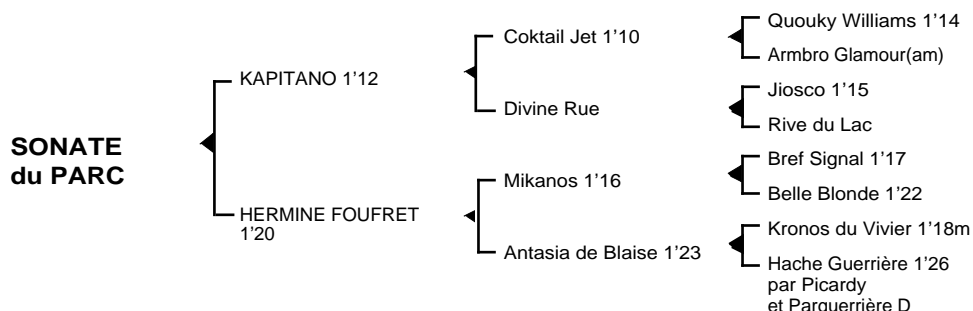 SONATE
du PARC
KAPITANO 1’12
HERMINE FOUFRET
1’20
Coktail Jet 1’10
Divine Rue
Mikanos 1’16
Antasia de Blaise 1’23
Quouky Williams 1’14
Armbro Glamour(am)
Jiosco 1’15
Rive du Lac
Bref Signal 1’17
Belle Blonde 1’22
Kronos du Vivier 1’18m
Hache Guerrière 1’26
par Picardy
et Parguerrière D